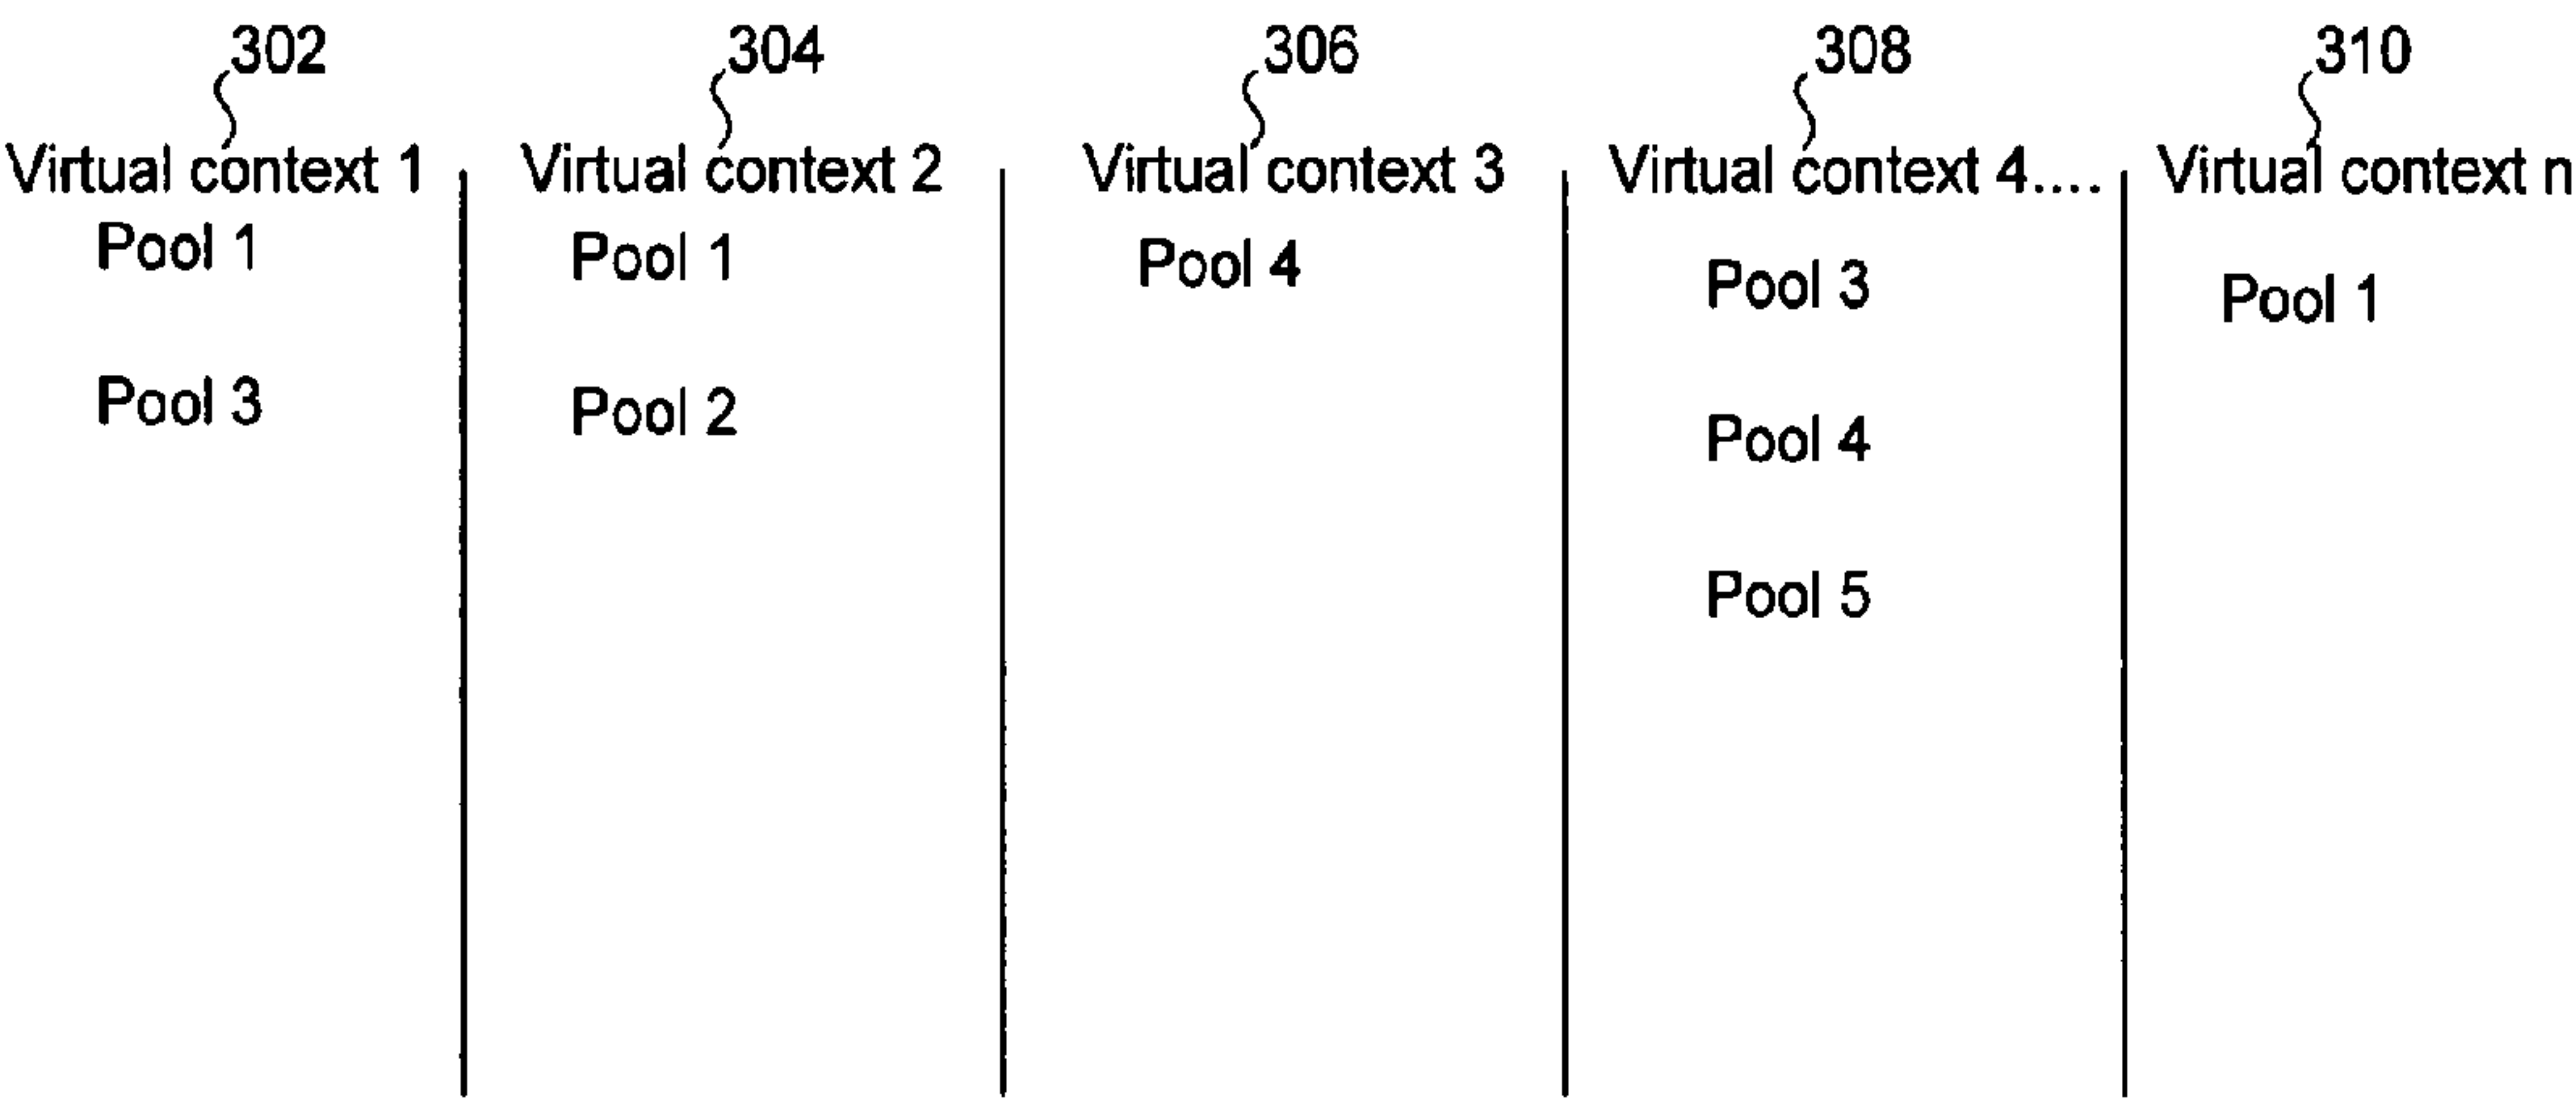 302 304 306 308 310
Virtual context 1 Virtual context 2 Virtual context 3 Virtual context 4.... Virtual context n
Pool 1 Pool 1 Pool 4 Pool 3 Pool 1
Pool 3 Pool 2 Pool 4
Pool 5